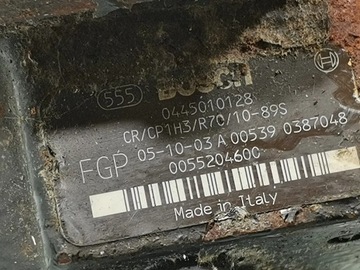 555 BOSCH
0445010128
CR/CP1H3/R70/10-89S
FGP 05-10-03 A 00539 0387048
005520460C
Made in Italy